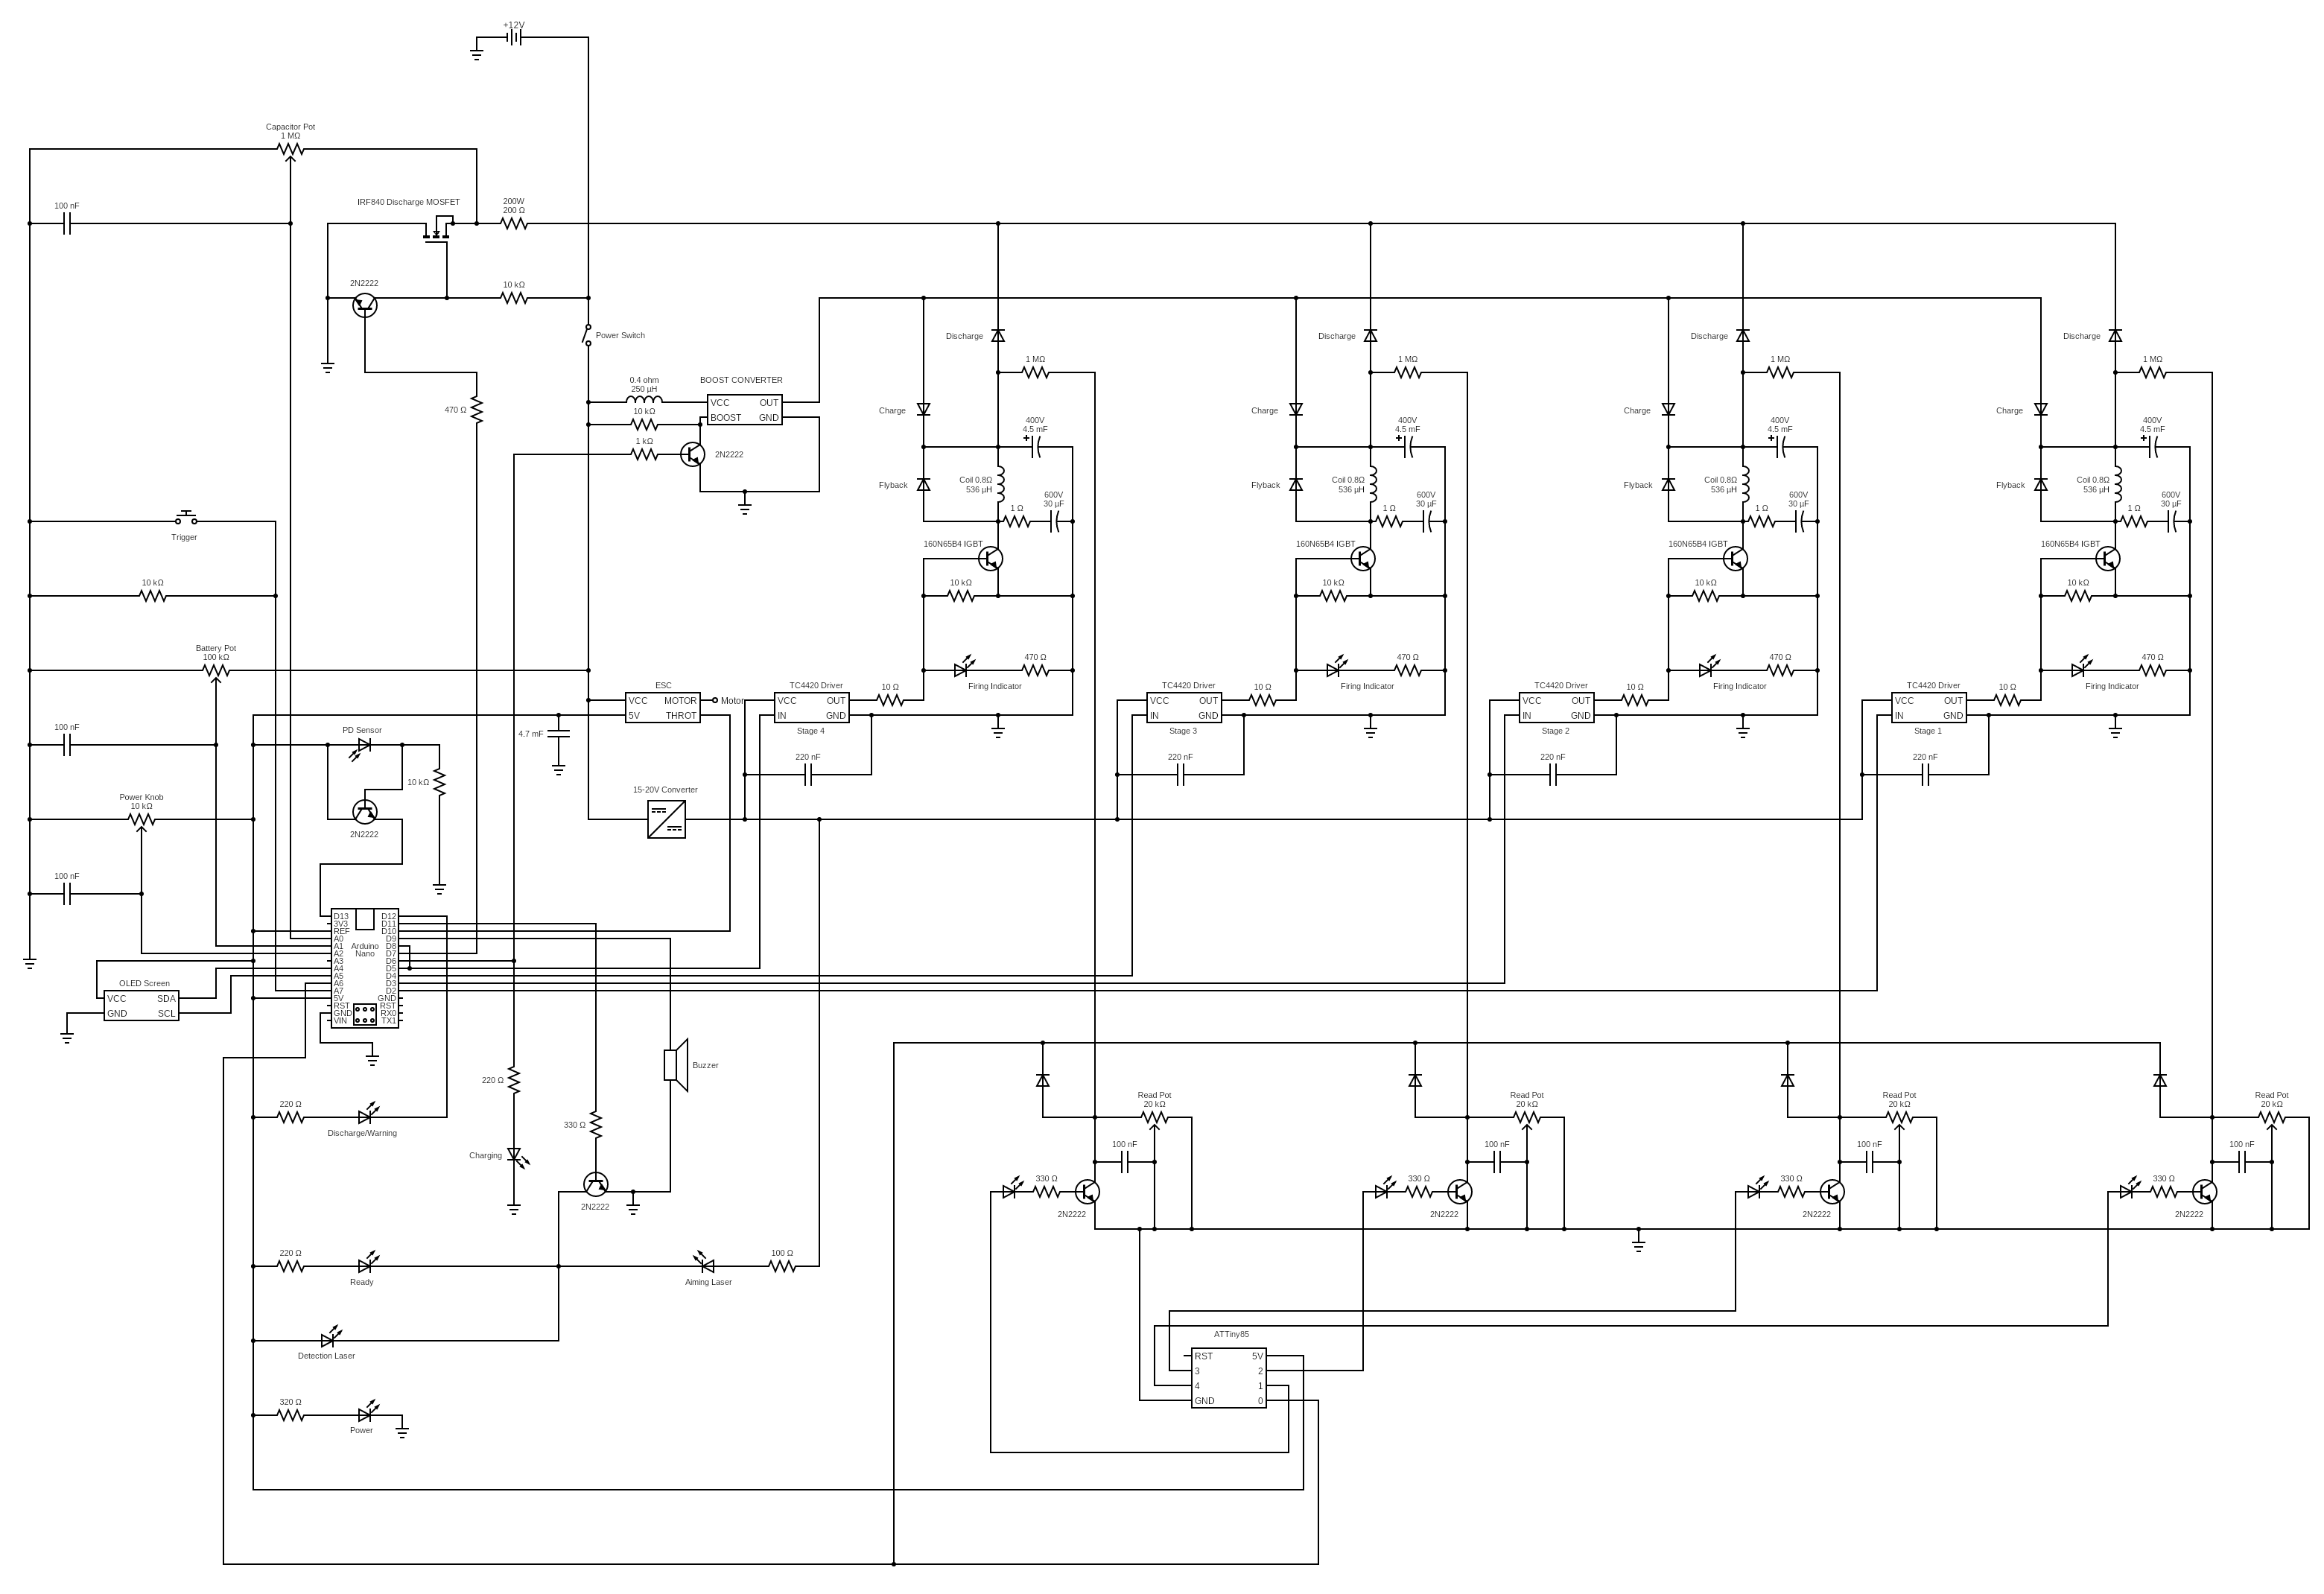 +12V
Capacitor Pot
1 MΩ
100 nF
IRF840 Discharge MOSFET
200W
200 Ω
2N2222
10 kΩ
Power Switch
470 Ω
0.4 ohm
250 µH
BOOST CONVERTER
VCC OUT
BOOST GND
10 kΩ
1 kΩ
2N2222
Discharge
1 MΩ
Charge
400V
4.5 mF
Flyback
Coil 0.8Ω
536 µH
600V
30 µF
1 Ω
160N65B4 IGBT
10 kΩ
470 Ω
Firing Indicator
Discharge
1 MΩ
Charge
400V
4.5 mF
Flyback
Coil 0.8Ω
536 µH
600V
30 µF
1 Ω
160N65B4 IGBT
10 kΩ
470 Ω
Firing Indicator
Discharge
1 MΩ
Charge
400V
4.5 mF
Flyback
Coil 0.8Ω
536 µH
600V
30 µF
1 Ω
160N65B4 IGBT
10 kΩ
470 Ω
Firing Indicator
Discharge
1 MΩ
Charge
400V
4.5 mF
Flyback
Coil 0.8Ω
536 µH
600V
30 µF
1 Ω
160N65B4 IGBT
10 kΩ
470 Ω
Firing Indicator
Trigger
10 kΩ
Battery Pot
100 kΩ
100 nF
PD Sensor
10 kΩ
2N2222
Power Knob
10 kΩ
100 nF
ESC
VCC MOTOR
5V THROT
Motor
4.7 mF
15-20V Converter
TC4420 Driver
VCC OUT
IN GND
Stage 4
10 Ω
220 nF
TC4420 Driver
VCC OUT
IN GND
Stage 3
10 Ω
220 nF
TC4420 Driver
VCC OUT
IN GND
Stage 2
10 Ω
220 nF
TC4420 Driver
VCC OUT
IN GND
Stage 1
10 Ω
220 nF
D13 D12
3V3 D11
REF D10
A0 D9
A1 Arduino D8
A2 Nano D7
A3 D6
A4 D5
A5 D4
A6 D3
A7 D2
5V GND
RST RST
GND RX0
VIN TX1
OLED Screen
VCC SDA
GND SCL
220 Ω
Discharge/Warning
220 Ω
Charging
330 Ω
2N2222
Buzzer
220 Ω
Ready
Aiming Laser
100 Ω
Detection Laser
320 Ω
Power
Read Pot
20 kΩ
100 nF
330 Ω
2N2222
Read Pot
20 kΩ
100 nF
330 Ω
2N2222
Read Pot
20 kΩ
100 nF
330 Ω
2N2222
Read Pot
20 kΩ
100 nF
330 Ω
2N2222
ATTiny85
RST 5V
3 2
4 1
GND 0